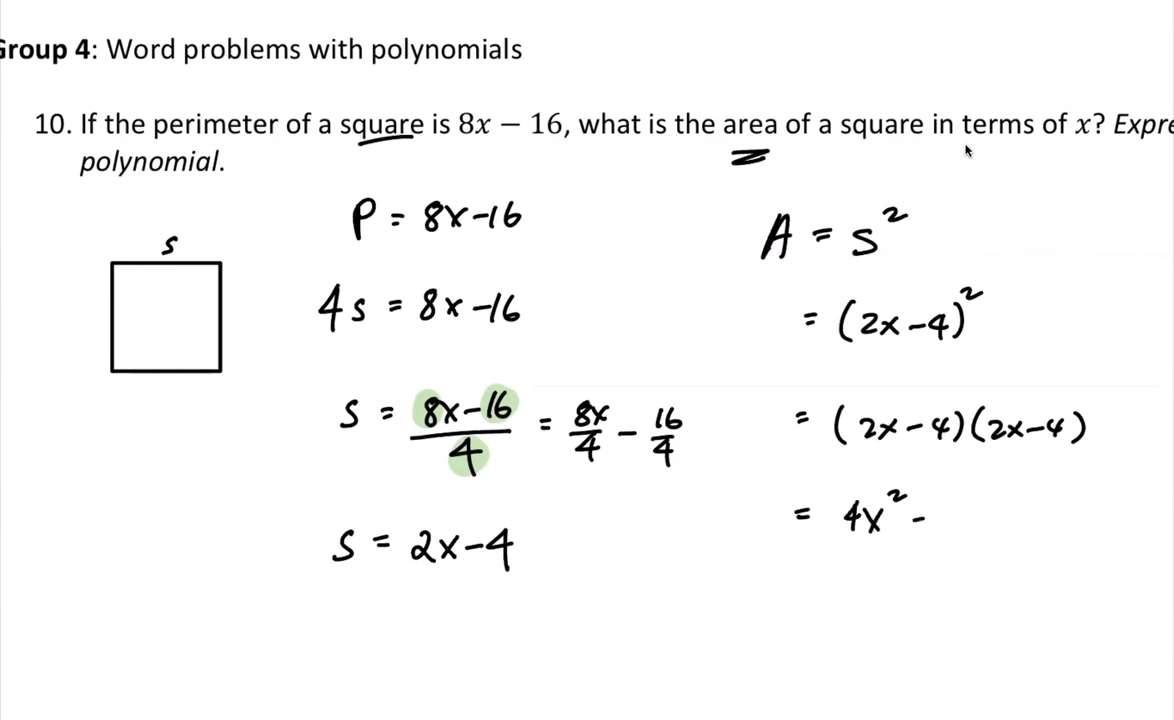 Group 4: Word problems with polynomials
10. If the perimeter of a square is 8x − 16, what is the area of a square in terms of x? Expre
polynomial.
s
P = 8x-16
4s = 8x-16
s = 8x-16/4 = 8x/4 - 16/4
s = 2x-4
A = s²
= (2x-4)²
= (2x-4)(2x-4)
= 4x² -